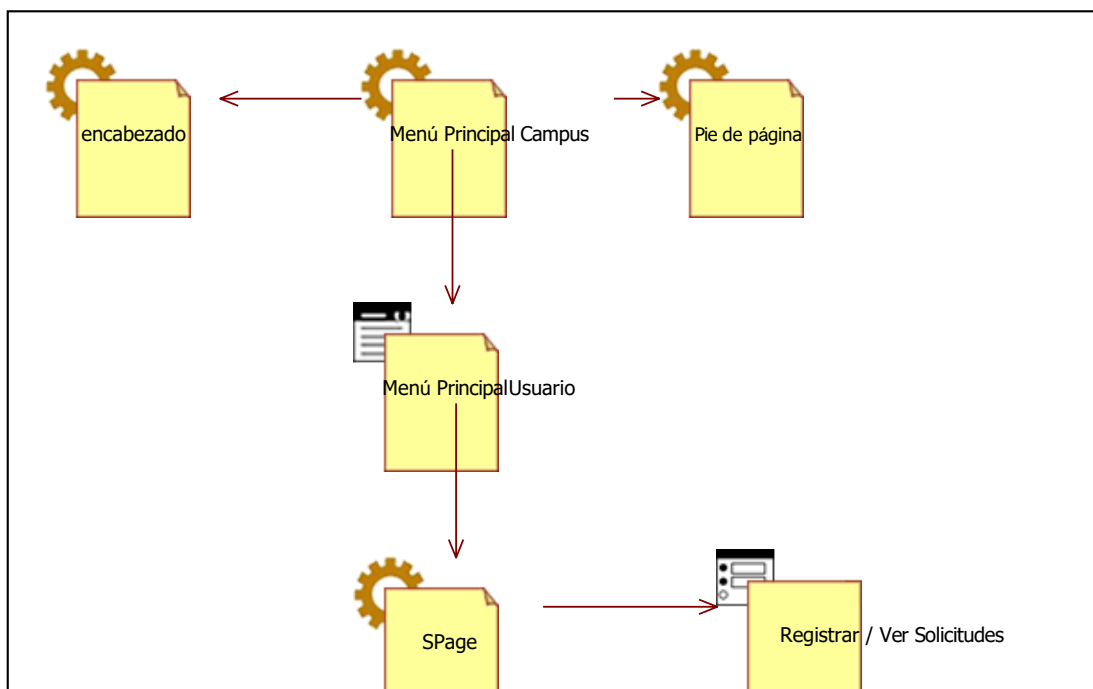 encabezado
Menú Principal Campus
Pie de página
Menú PrincipalUsuario
SPage
Registrar / Ver Solicitudes